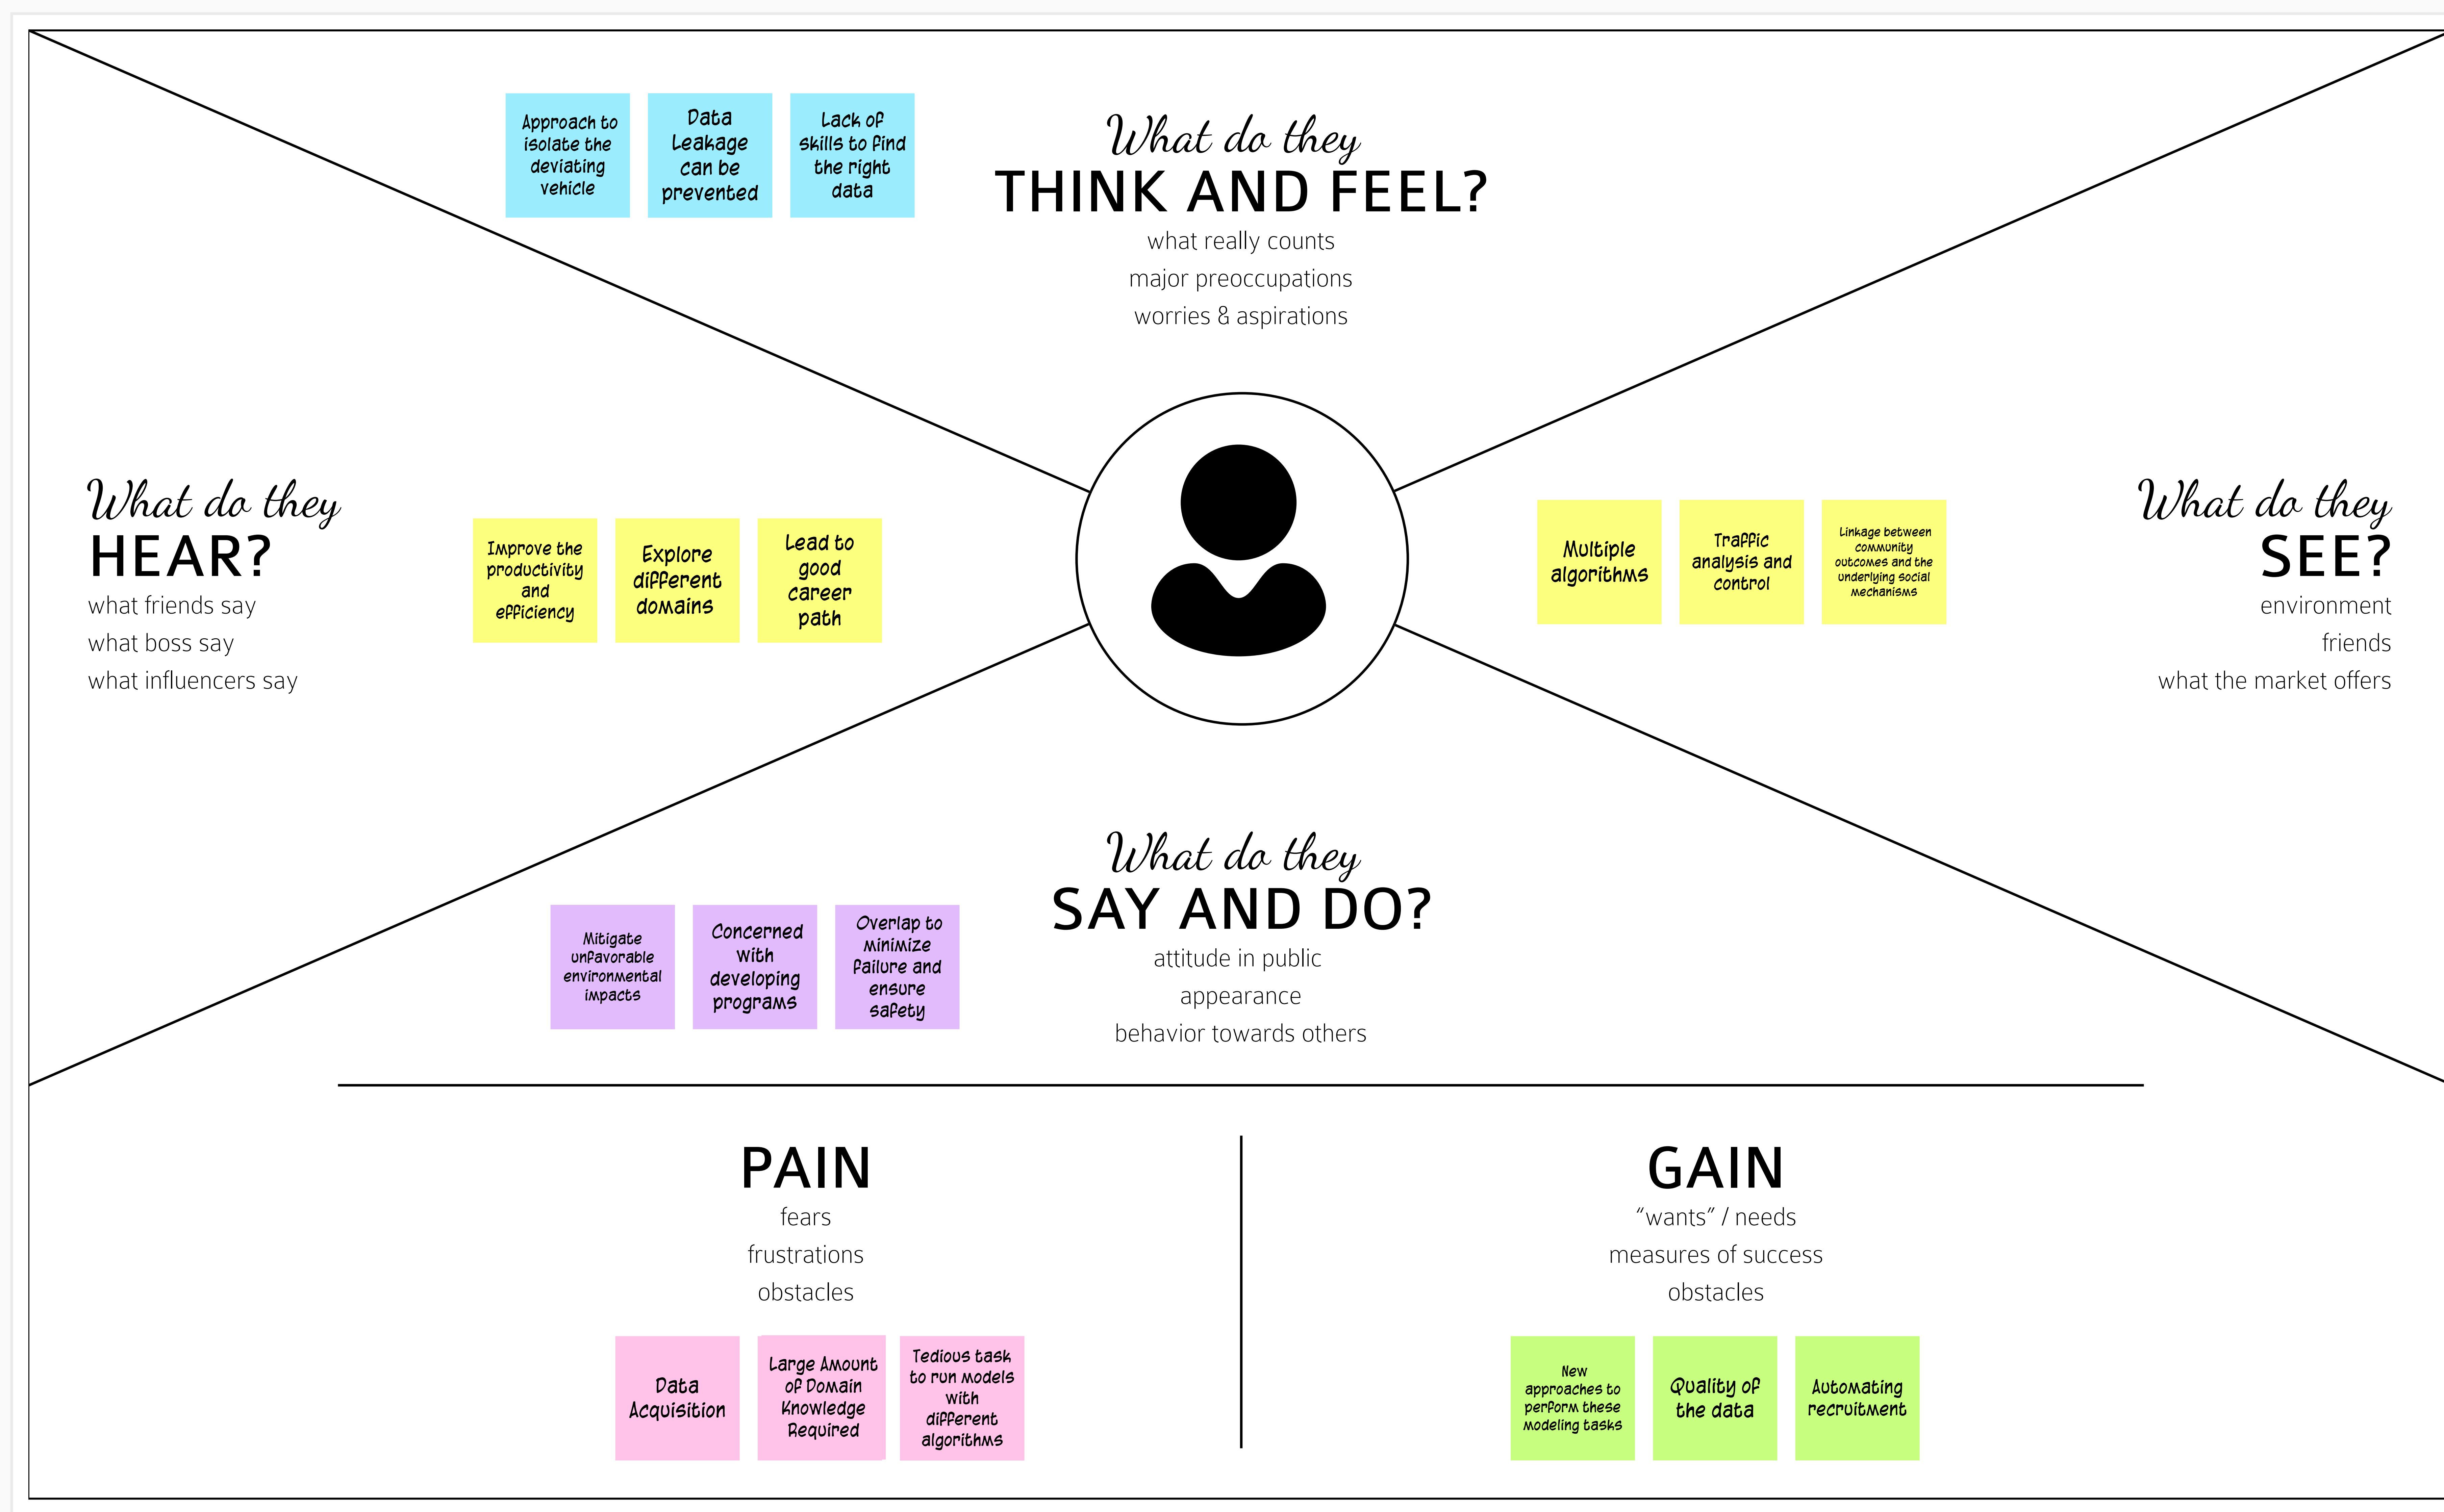 Approach to
isolate the
deviating
vehicle
Data
Leakage
can be
prevented
Lack of
skills to find
the right
data
What do they
THINK AND FEEL?
what really counts
major preoccupations
worries & aspirations
What do they
HEAR?
what friends say
what boss say
what influencers say
Improve the
productivity
and
efficiency
Explore
different
domains
Lead to
good
career
path
Multiple
algorithms
Traffic
analysis and
control
Linkage between
community
outcomes and the
underlying social
mechanisms
What do they
SEE?
environment
friends
what the market offers
Mitigate
unfavorable
environmental
impacts
Concerned
with
developing
programs
Overlap to
minimize
failure and
ensure
safety
What do they
SAY AND DO?
attitude in public
appearance
behavior towards others
PAIN
fears
frustrations
obstacles
Data
Acquisition
Large Amount
of Domain
Knowledge
Required
Tedious task
to run models
with
different
algorithms
GAIN
“wants” / needs
measures of success
obstacles
New
approaches to
perform these
modeling tasks
Quality of
the data
Automating
recruitment